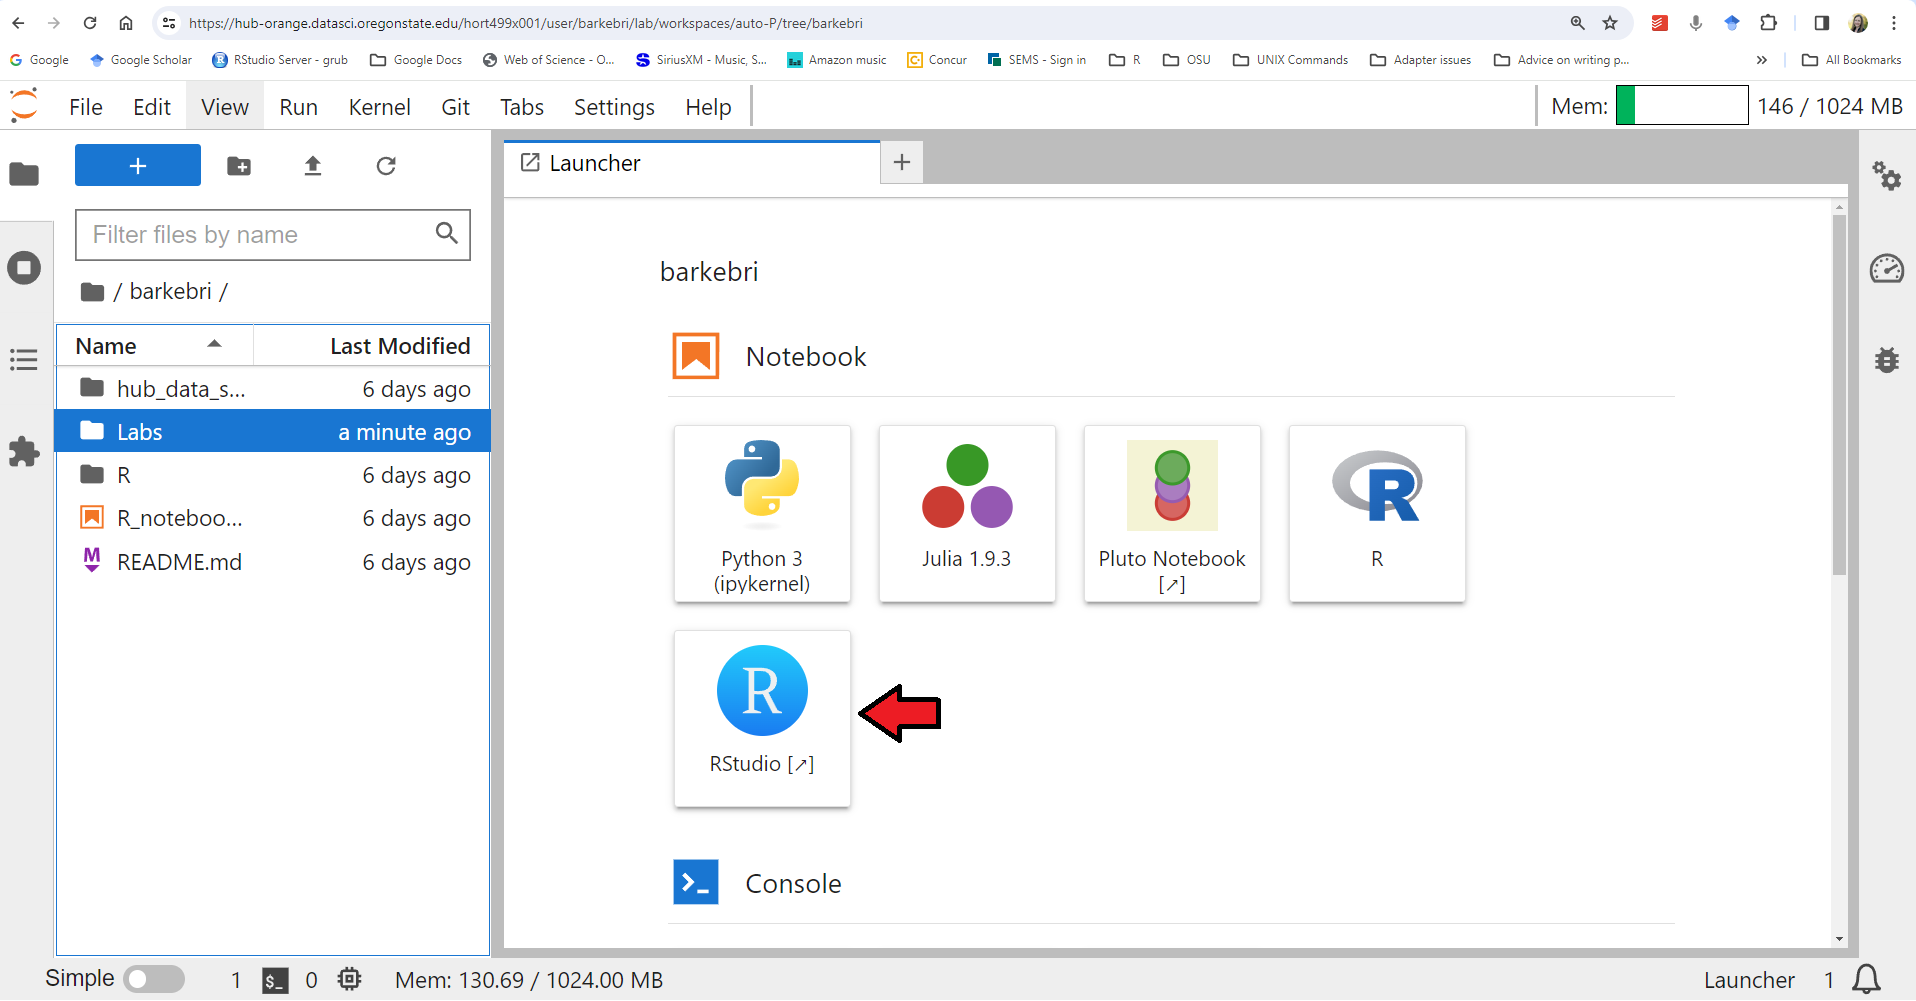 https://hub-orange.datasci.oregonstate.edu/hort499x001/user/barkebri/lab/workspaces/auto-P/tree/barkebri
Google Google Scholar RStudio Server - grub Google Docs Web of Science - O... SiriusXM - Music, S... Amazon music Concur SEMS - Sign in R OSU UNIX Commands Adapter issues Advice on writing p... » All Bookmarks
File Edit View Run Kernel Git Tabs Settings Help Mem: 146 / 1024 MB
+
Launcher
+
Filter files by name
/ barkebri /
Name Last Modified
hub_data_s... 6 days ago
Labs a minute ago
R 6 days ago
R_noteboo... 6 days ago
README.md 6 days ago
barkebri
Notebook
Python 3
(ipykernel)
Julia 1.9.3
Pluto Notebook
[↗]
R
R
RStudio [↗]
Console
Simple 1 $_ 0 Mem: 130.69 / 1024.00 MB Launcher 1